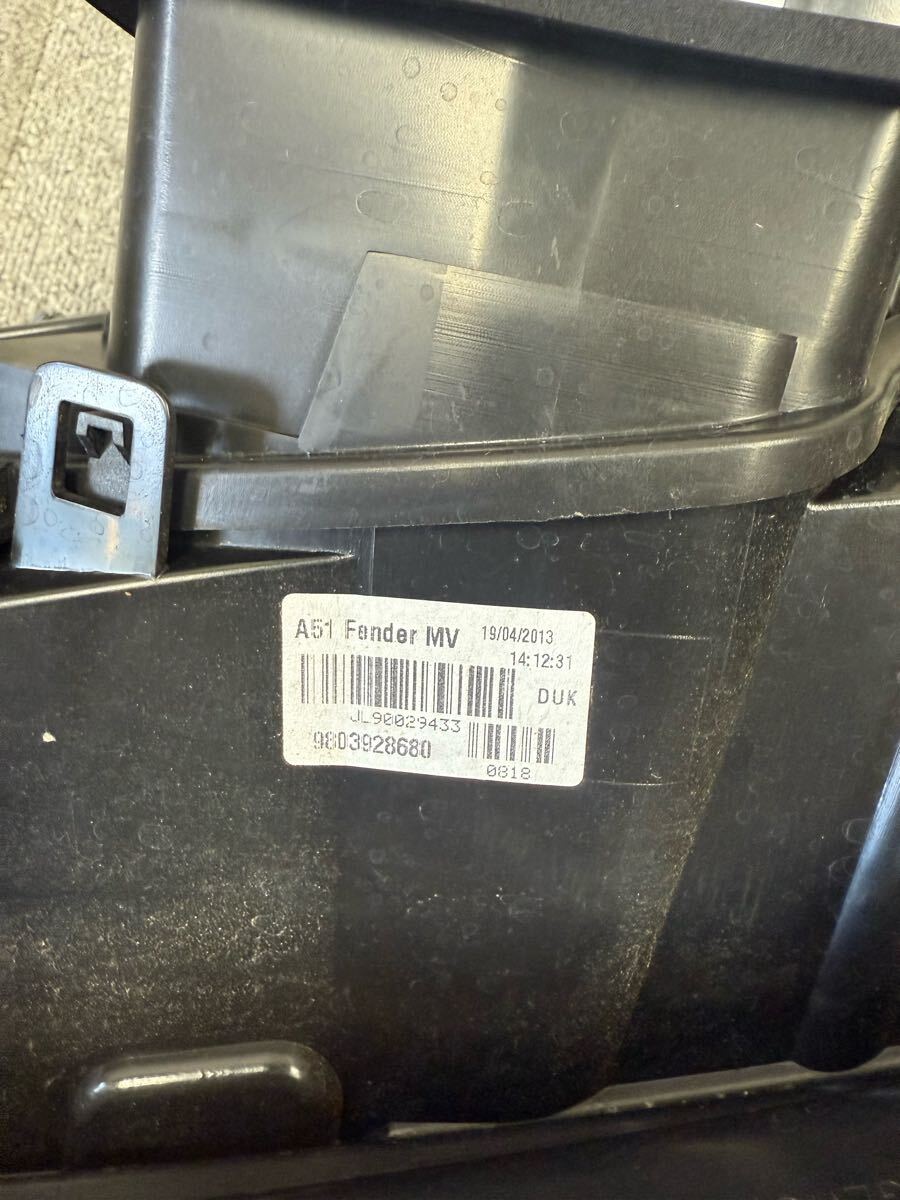 A51 Fender MV 19/04/2013
14:12:31
DUK
JL90029433
9803928680
0818